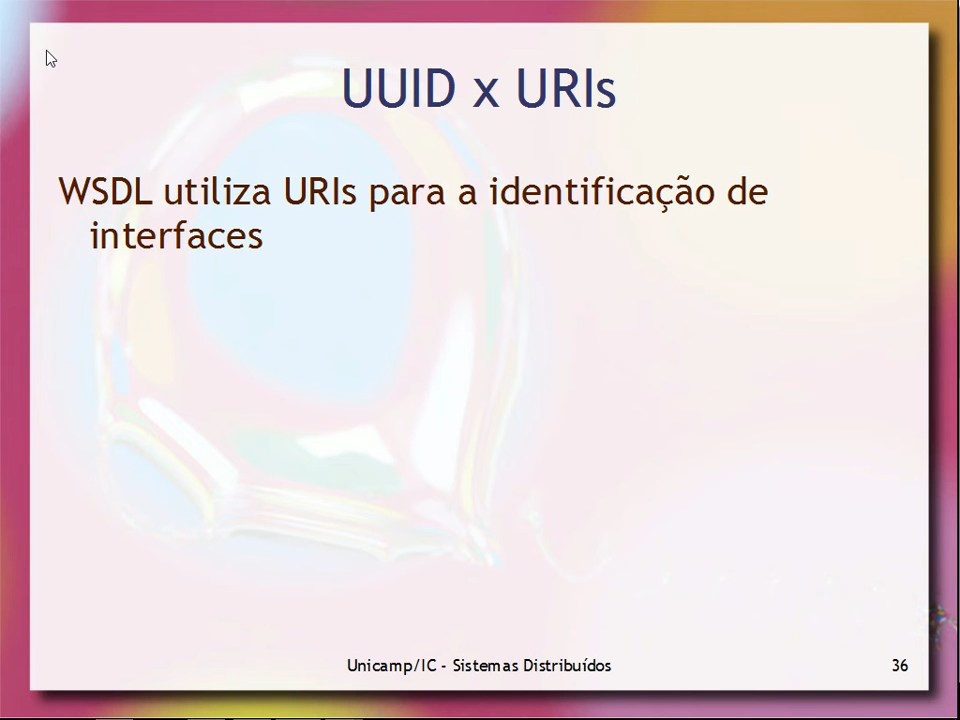 UUID x URIs
WSDL utiliza URIs para a identificação de
interfaces
Unicamp/IC - Sistemas Distribuídos
36